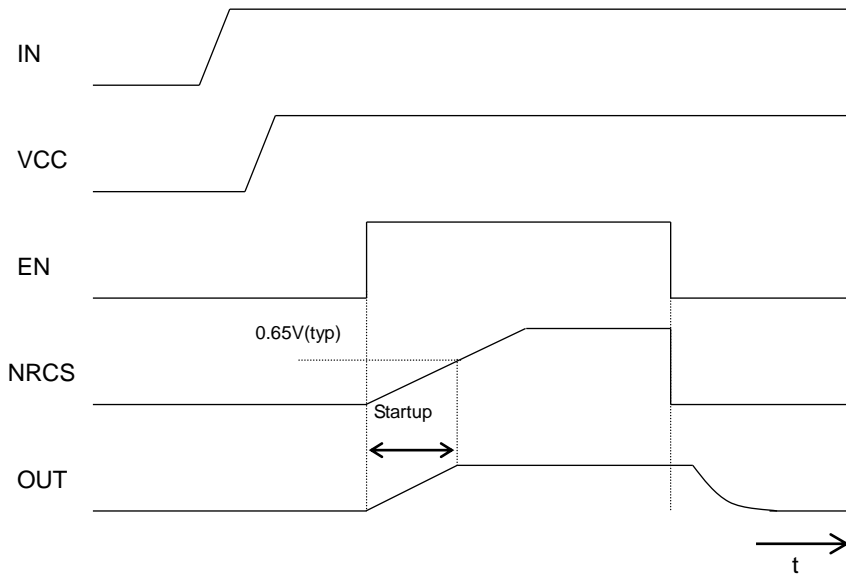 IN
VCC
EN
0.65V(typ)
NRCS
Startup
OUT
t